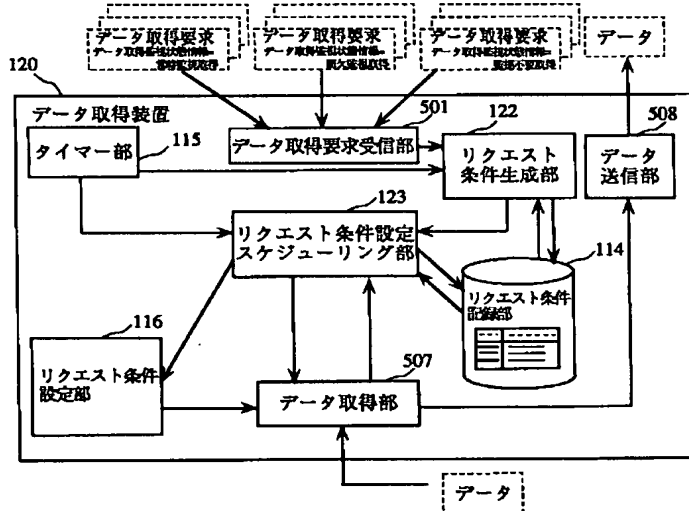 データ取得要求
データ取得要求
データ取得要求
データ
120
データ取得装置
115
タイマー部
501
データ取得要求受信部
122
リクエスト
条件生成部
508
データ
送信部
123
リクエスト条件設定
スケジューリング部
114
リクエスト条件
記録部
116
リクエスト条件
設定部
507
データ取得部
データ